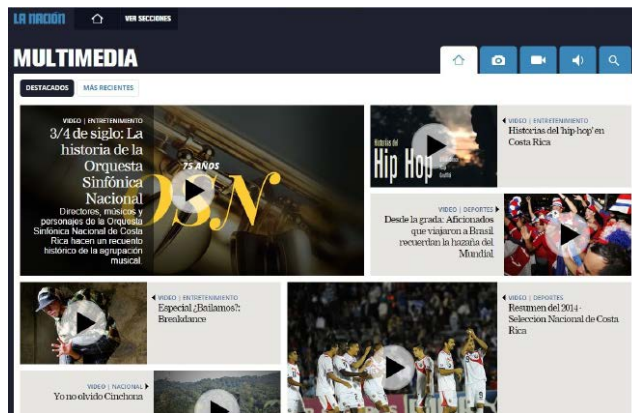 LA NACIÓN
VER SECCIONES
MULTIMEDIA
DESTACADOS
MÁS RECIENTES
VIDEO | ENTRETENIMIENTO
3/4 de siglo: La
historia de la
Orquesta
Sinfónica
Nacional
Directores, músicos y
personajes de la Orquesta
Sinfónica Nacional de Costa
Rica hacen un recuento
histórico de la agrupación
musical.
75 AÑOS
OSN
Historias del
Hip Hop
VIDEO | ENTRETENIMIENTO
Historias del 'hip-hop' en
Costa Rica
VIDEO | DEPORTES
Desde la grada: Aficionados
que viajaron a Brasil
recuerdan la hazaña del
Mundial
VIDEO | ENTRETENIMIENTO
Especial ¿Bailamos?:
Breakdance
VIDEO | DEPORTES
Resumen del 2014 -
Selección Nacional de Costa
Rica
VIDEO | NACIONAL
Yo no olvido Cinchona